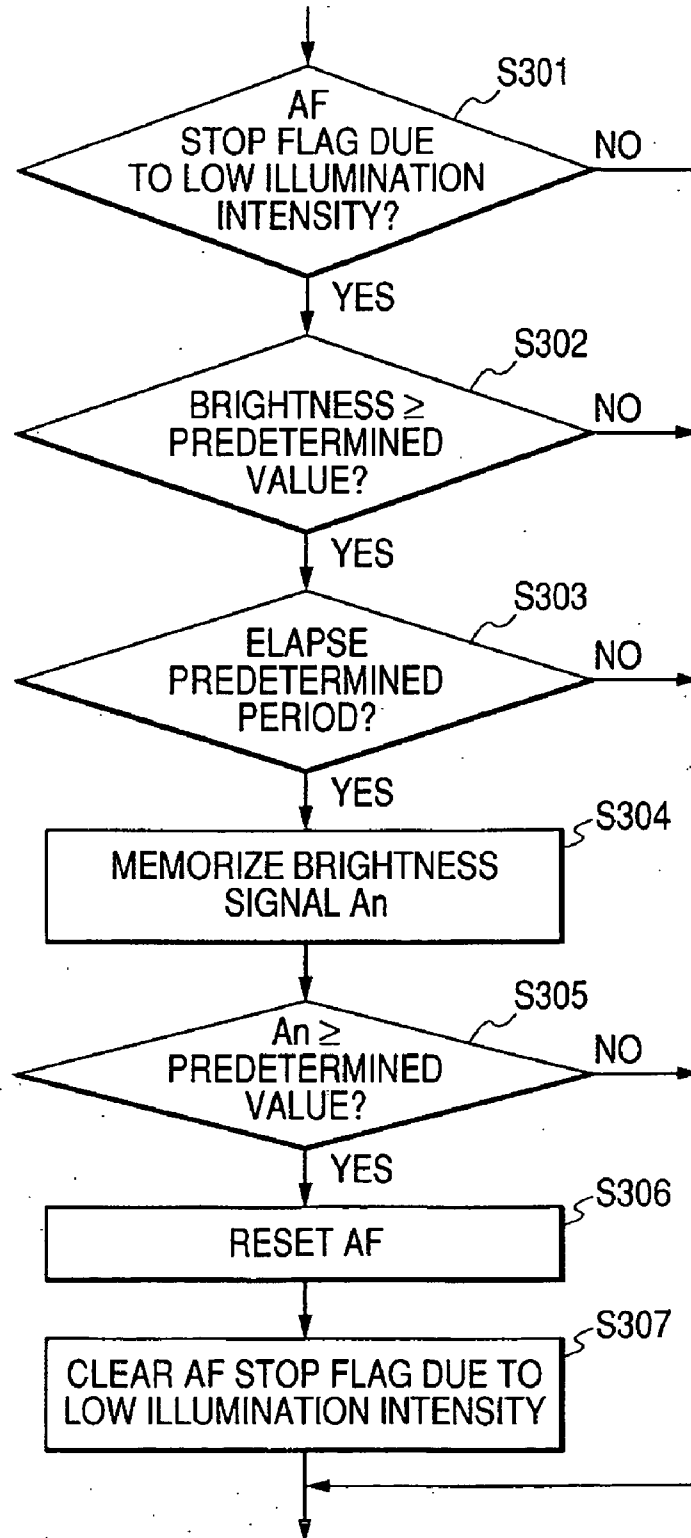 S301
AF
STOP FLAG DUE
TO LOW ILLUMINATION
INTENSITY?
NO
YES
S302
BRIGHTNESS ≥
PREDETERMINED
VALUE?
NO
YES
S303
ELAPSE
PREDETERMINED
PERIOD?
NO
YES
S304
MEMORIZE BRIGHTNESS
SIGNAL An
S305
An ≥
PREDETERMINED
VALUE?
NO
YES
S306
RESET AF
S307
CLEAR AF STOP FLAG DUE TO
LOW ILLUMINATION INTENSITY